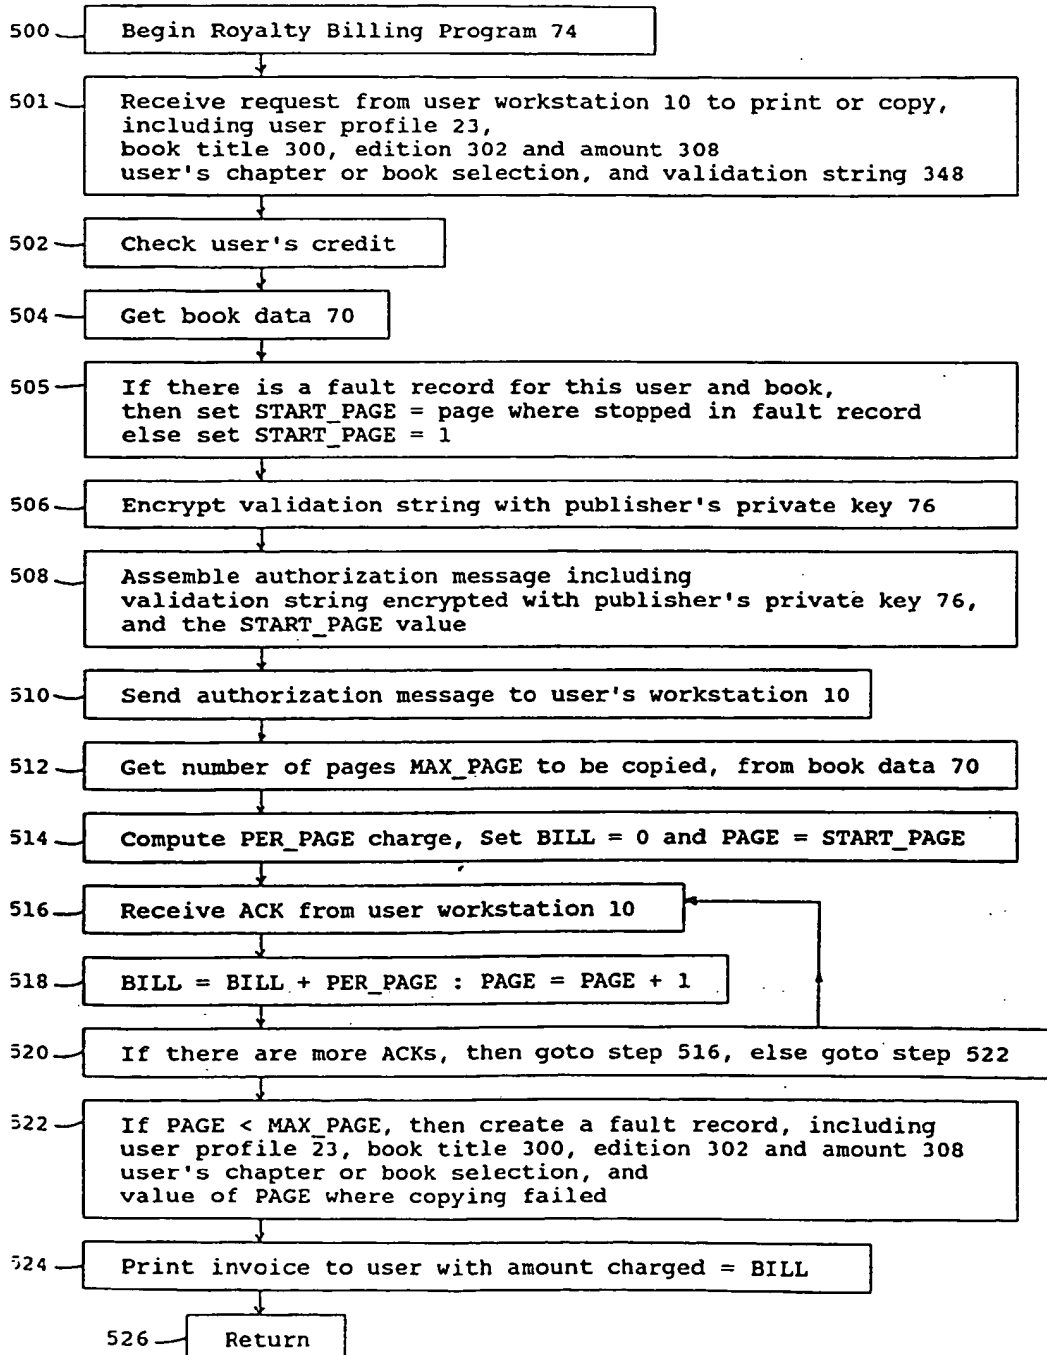 500 Begin Royalty Billing Program 74
501 Receive request from user workstation 10 to print or copy,
including user profile 23,
book title 300, edition 302 and amount 308
user's chapter or book selection, and validation string 348
502 Check user's credit
504 Get book data 70
505 If there is a fault record for this user and book,
then set START_PAGE = page where stopped in fault record
else set START_PAGE = 1
506 Encrypt validation string with publisher's private key 76
508 Assemble authorization message including
validation string encrypted with publisher's private key 76,
and the START_PAGE value
510 Send authorization message to user's workstation 10
512 Get number of pages MAX_PAGE to be copied, from book data 70
514 Compute PER_PAGE charge, Set BILL = 0 and PAGE = START_PAGE
516 Receive ACK from user workstation 10
518 BILL = BILL + PER_PAGE : PAGE = PAGE + 1
520 If there are more ACKs, then goto step 516, else goto step 522
522 If PAGE < MAX_PAGE, then create a fault record, including
user profile 23, book title 300, edition 302 and amount 308
user's chapter or book selection, and
value of PAGE where copying failed
524 Print invoice to user with amount charged = BILL
526 Return